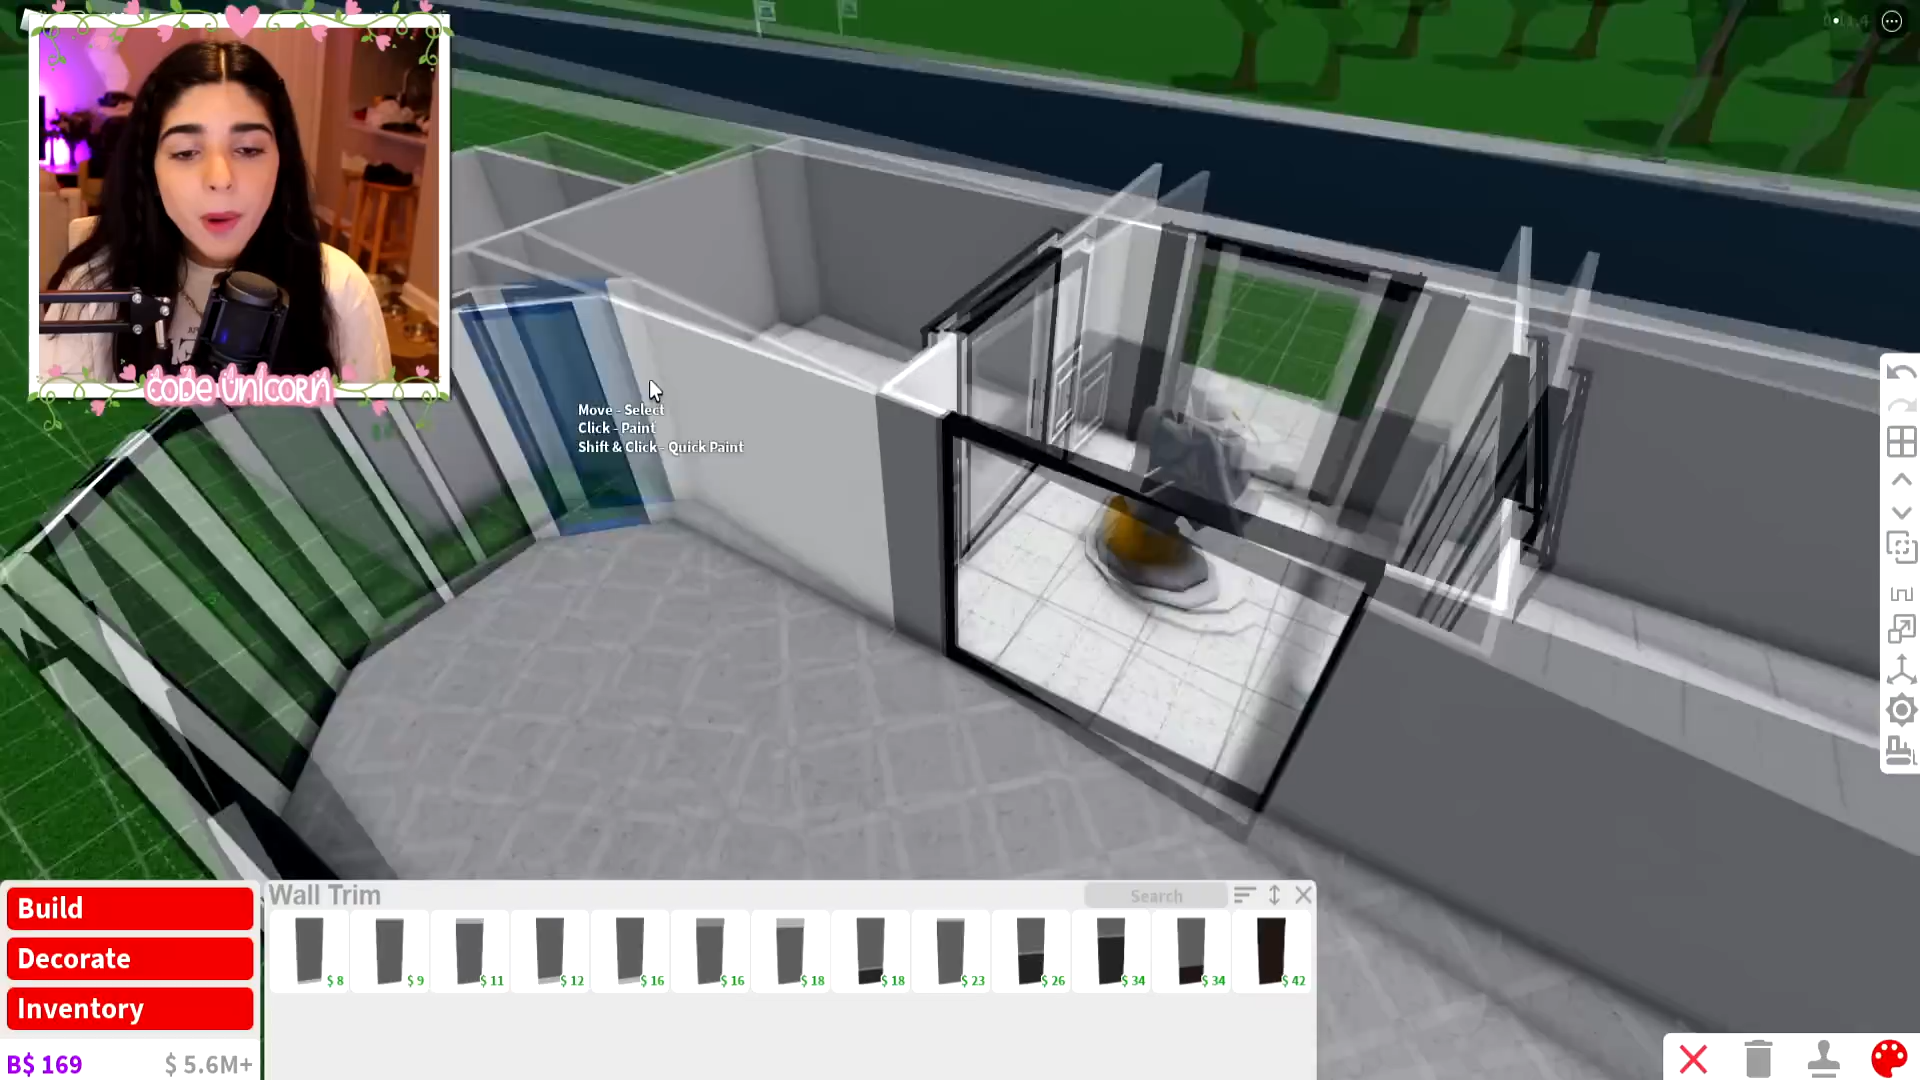 CODE UNICORN
Move - Select
Click - Paint
Shift & Click - Quick Paint
Build
Decorate
Inventory
B$ 169
$ 5.6M+
Wall Trim
Search
$ 8
$ 9
$ 11
$ 12
$ 16
$ 16
$ 18
$ 18
$ 23
$ 26
$ 34
$ 34
$ 42